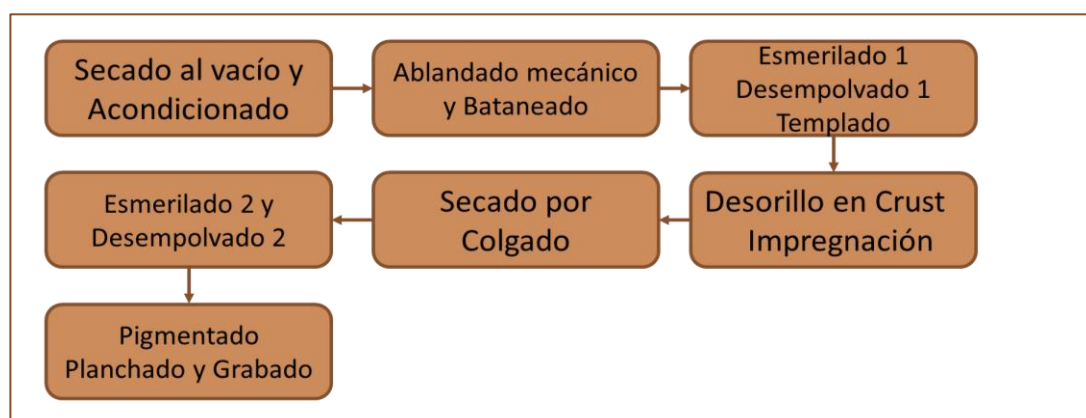 Secado al vacío y
Acondicionado
Ablandado mecánico
y Bataneado
Esmerilado 1
Desempolvado 1
Templado
Desorillo en Crust
Impregnación
Secado por
Colgado
Esmerilado 2 y
Desempolvado 2
Pigmentado
Planchado y Grabado